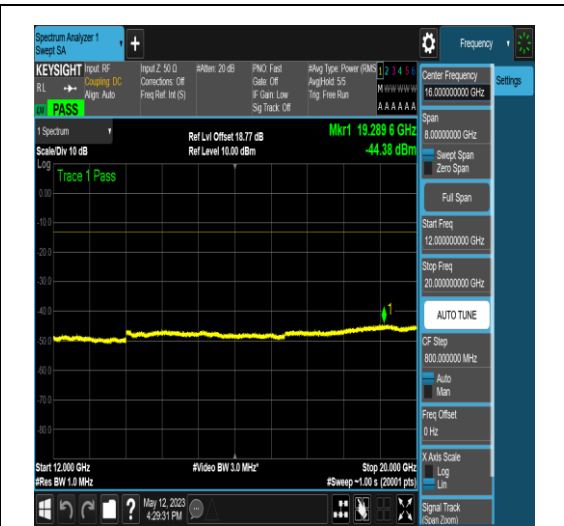 Spectrum Analyzer 1
Swept SA
+
Frequency
KEYSIGHT
RL
PASS
Input: RF
Coupling: DC
Align: Auto
Input Z: 50 Ω
Corrections: Off
Freq Ref: Int (S)
#Atten: 20 dB
PNO: Fast
Gate: Off
IF Gain: Low
Sig Track: Off
#Avg Type: Power (RMS)
Avg|Hold: 5/5
Trig: Free Run
1 2 3 4 5 6
M W W W W W
A A A A A A
1 Spectrum
Scale/Div 10 dB
Ref Lvl Offset 18.77 dB
Ref Level 10.00 dBm
Mkr1 19.289 6 GHz
-44.38 dBm
Log
Trace 1 Pass
0.00
-10.0
-20.0
-30.0
-40.0
-50.0
-60.0
-70.0
-80.0
1
Start 12.000 GHz
#Res BW 1.0 MHz
#Video BW 3.0 MHz*
Stop 20.000 GHz
#Sweep ~1.00 s (20001 pts)
?
May 12, 2023
4:29:31 PM
Center Frequency
16.000000000 GHz
Settings
Span
8.00000000 GHz
Swept Span
Zero Span
Full Span
Start Freq
12.000000000 GHz
Stop Freq
20.000000000 GHz
AUTO TUNE
CF Step
800.000000 MHz
Auto
Man
Freq Offset
0 Hz
X Axis Scale
Log
Lin
Signal Track
(Span Zoom)